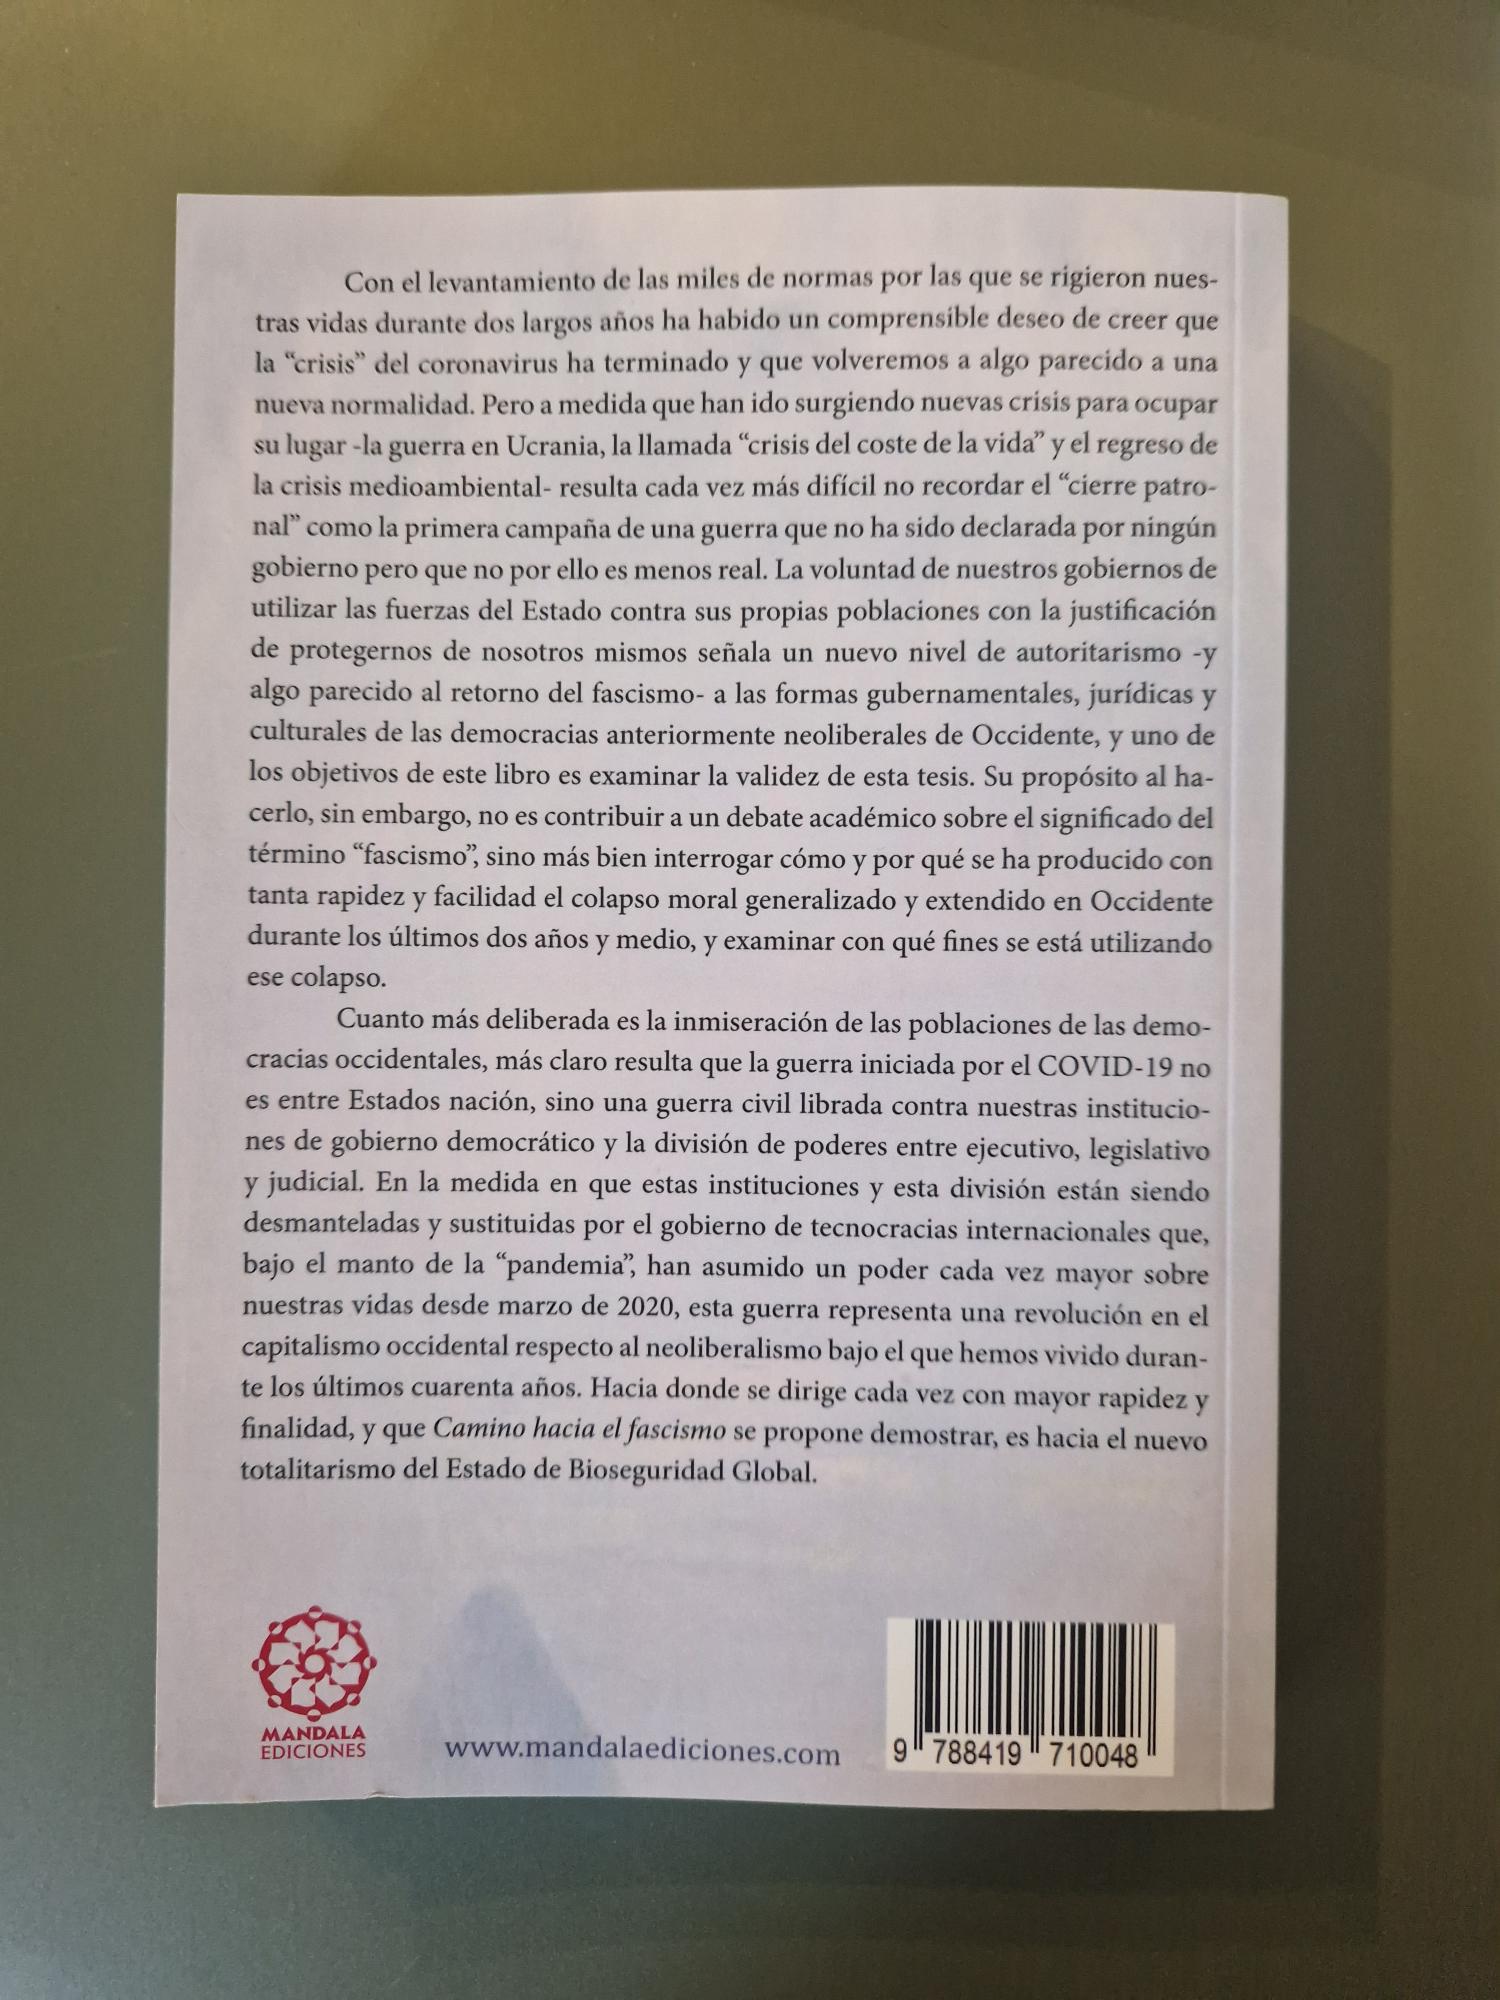 Con el levantamiento de las miles de normas por las que se rigieron nues-
tras vidas durante dos largos años ha habido un comprensible deseo de creer que
la “crisis” del coronavirus ha terminado y que volveremos a algo parecido a una
nueva normalidad. Pero a medida que han ido surgiendo nuevas crisis para ocupar
su lugar -la guerra en Ucrania, la llamada “crisis del coste de la vida” y el regreso de
la crisis medioambiental- resulta cada vez más difícil no recordar el “cierre patro-
nal” como la primera campaña de una guerra que no ha sido declarada por ningún
gobierno pero que no por ello es menos real. La voluntad de nuestros gobiernos de
utilizar las fuerzas del Estado contra sus propias poblaciones con la justificación
de protegernos de nosotros mismos señala un nuevo nivel de autoritarismo -y
algo parecido al retorno del fascismo- a las formas gubernamentales, jurídicas y
culturales de las democracias anteriormente neoliberales de Occidente, y uno de
los objetivos de este libro es examinar la validez de esta tesis. Su propósito al ha-
cerlo, sin embargo, no es contribuir a un debate académico sobre el significado del
término “fascismo”, sino más bien interrogar cómo y por qué se ha producido con
tanta rapidez y facilidad el colapso moral generalizado y extendido en Occidente
durante los últimos dos años y medio, y examinar con qué fines se está utilizando
ese colapso.
Cuanto más deliberada es la inmiseración de las poblaciones de las demo-
cracias occidentales, más claro resulta que la guerra iniciada por el COVID-19 no
es entre Estados nación, sino una guerra civil librada contra nuestras institucio-
nes de gobierno democrático y la división de poderes entre ejecutivo, legislativo
y judicial. En la medida en que estas instituciones y esta división están siendo
desmanteladas y sustituidas por el gobierno de tecnocracias internacionales que,
bajo el manto de la “pandemia”, han asumido un poder cada vez mayor sobre
nuestras vidas desde marzo de 2020, esta guerra representa una revolución en el
capitalismo occidental respecto al neoliberalismo bajo el que hemos vivido duran-
te los últimos cuarenta años. Hacia donde se dirige cada vez con mayor rapidez y
finalidad, y que Camino hacia el fascismo se propone demostrar, es hacia el nuevo
totalitarismo del Estado de Bioseguridad Global.
MANDALA
EDICIONES
www.mandalaediciones.com
9 788419 710048